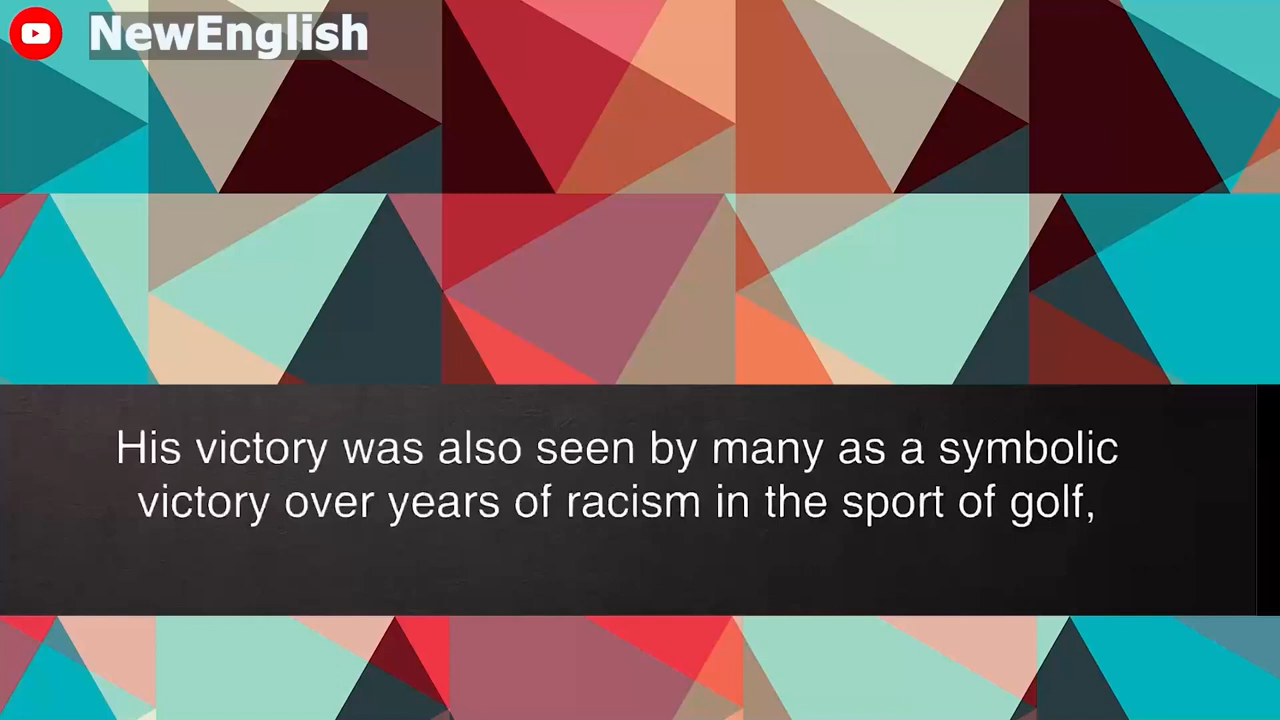 NewEnglish
His victory was also seen by many as a symbolic
victory over years of racism in the sport of golf,